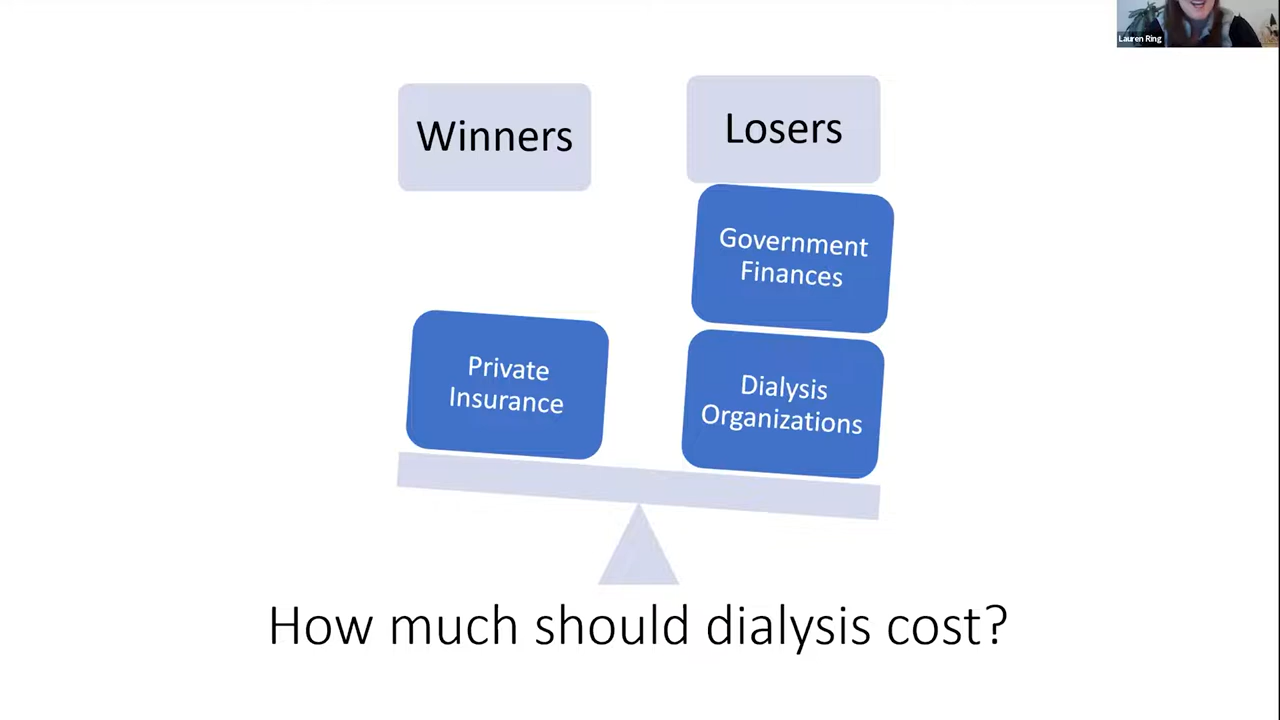 Lauren Ring
Winners
Losers
Government
Finances
Private
Insurance
Dialysis
Organizations
How much should dialysis cost?